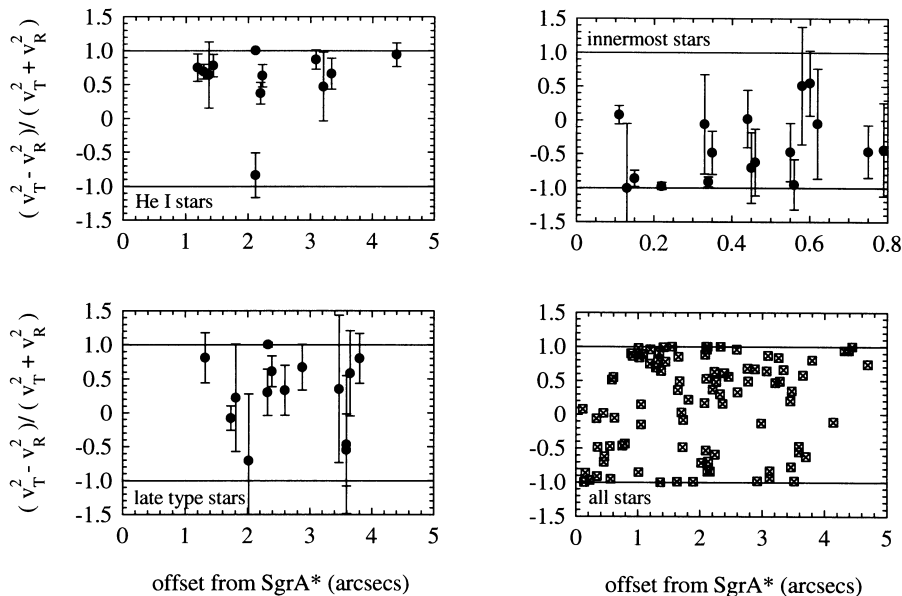 (v_T^2 - v_R^2)/(v_T^2 + v_R^2)
1.5
1.0
0.5
0
-0.5
-1.0
-1.5
He I stars
0 1 2 3 4 5
1.5
1.0
0.5
0
-0.5
-1.0
-1.5
innermost stars
0 0.2 0.4 0.6 0.8
(v_T^2 - v_R^2)/(v_T^2 + v_R^2)
1.5
1.0
0.5
0
-0.5
-1.0
-1.5
late type stars
0 1 2 3 4 5
offset from SgrA* (arcsecs)
1.5
1.0
0.5
0
-0.5
-1.0
-1.5
all stars
0 1 2 3 4 5
offset from SgrA* (arcsecs)